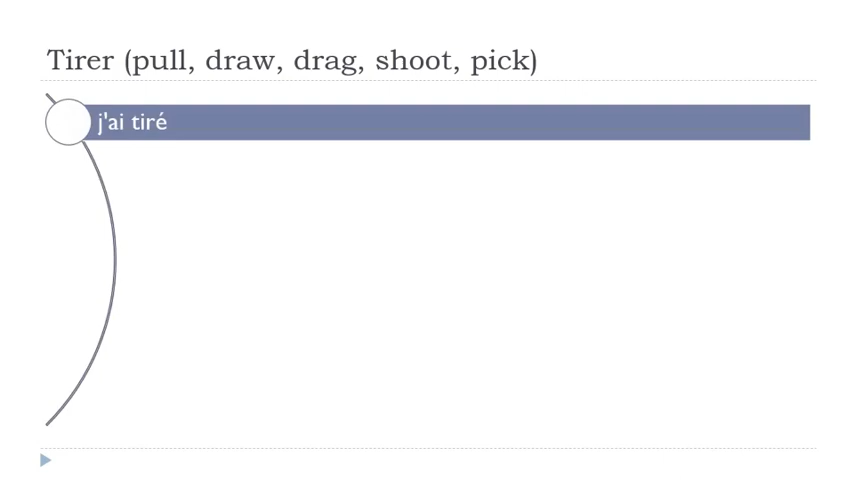 Tirer (pull, draw, drag, shoot, pick)
j'ai tiré